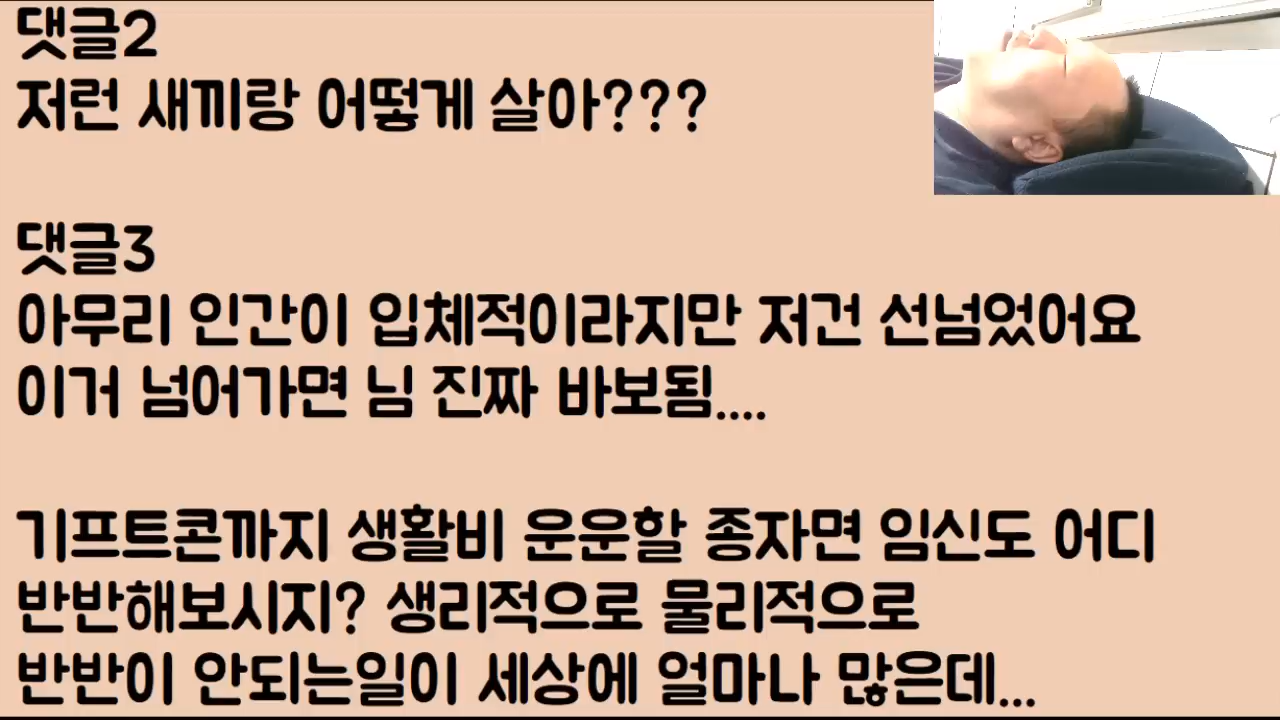 댓글2
저런 새끼랑 어떻게 살아???
댓글3
아무리 인간이 입체적이라지만 저건 선넘었어요
이거 넘어가면 님 진짜 바보됨....
기프트콘까지 생활비 운운할 종자면 임신도 어디
반반해보시지? 생리적으로 물리적으로
반반이 안되는일이 세상에 얼마나 많은데...